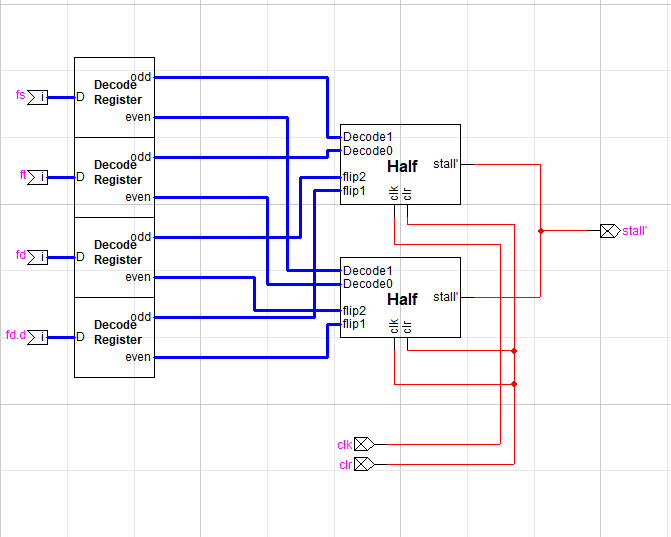 odd
fs i D Decode
Register
even
odd
ft i D Decode
Register
even
odd
fd i D Decode
Register
even
odd
fd.d i D Decode
Register
even
Decode1
Decode0
Half stall'
flip2
flip1
clk clr
Decode1
Decode0
Half stall'
flip2
flip1
clk clr
stall'
clk
clr